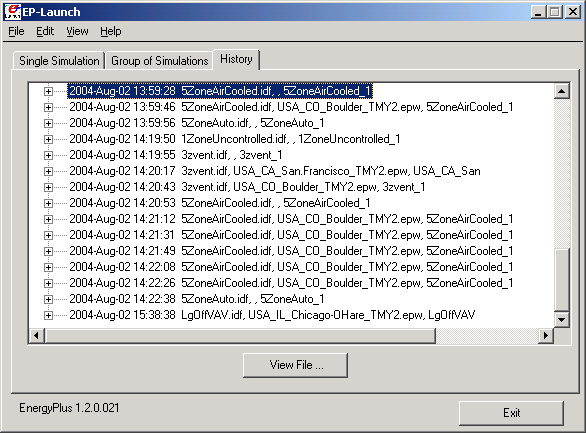 EP-Launch
File Edit View Help
Single Simulation Group of Simulations History
2004-Aug-02 13:59:28 5ZoneAirCooled.idf, , 5ZoneAirCooled_1
2004-Aug-02 13:59:46 5ZoneAirCooled.idf, USA_CO_Boulder_TMY2.epw, 5ZoneAirCooled_1
2004-Aug-02 13:59:56 5ZoneAuto.idf, , 5ZoneAuto_1
2004-Aug-02 14:19:50 1ZoneUncontrolled.idf, , 1ZoneUncontrolled_1
2004-Aug-02 14:19:55 3zvent.idf, , 3zvent_1
2004-Aug-02 14:20:17 3zvent.idf, USA_CA_San.Francisco_TMY2.epw, USA_CA_San
2004-Aug-02 14:20:43 3zvent.idf, USA_CO_Boulder_TMY2.epw, 3zvent_1
2004-Aug-02 14:20:53 5ZoneAirCooled.idf, , 5ZoneAirCooled_1
2004-Aug-02 14:21:12 5ZoneAirCooled.idf, USA_CO_Boulder_TMY2.epw, 5ZoneAirCooled_1
2004-Aug-02 14:21:31 5ZoneAirCooled.idf, USA_CO_Boulder_TMY2.epw, 5ZoneAirCooled_1
2004-Aug-02 14:21:49 5ZoneAirCooled.idf, USA_CO_Boulder_TMY2.epw, 5ZoneAirCooled_1
2004-Aug-02 14:22:08 5ZoneAirCooled.idf, USA_CO_Boulder_TMY2.epw, 5ZoneAirCooled_1
2004-Aug-02 14:22:26 5ZoneAirCooled.idf, USA_CO_Boulder_TMY2.epw, 5ZoneAirCooled_1
2004-Aug-02 14:22:38 5ZoneAuto.idf, , 5ZoneAuto_1
2004-Aug-02 15:38:38 LgOffVAV.idf, USA_IL_Chicago-OHare_TMY2.epw, LgOffVAV
View File ...
EnergyPlus 1.2.0.021
Exit